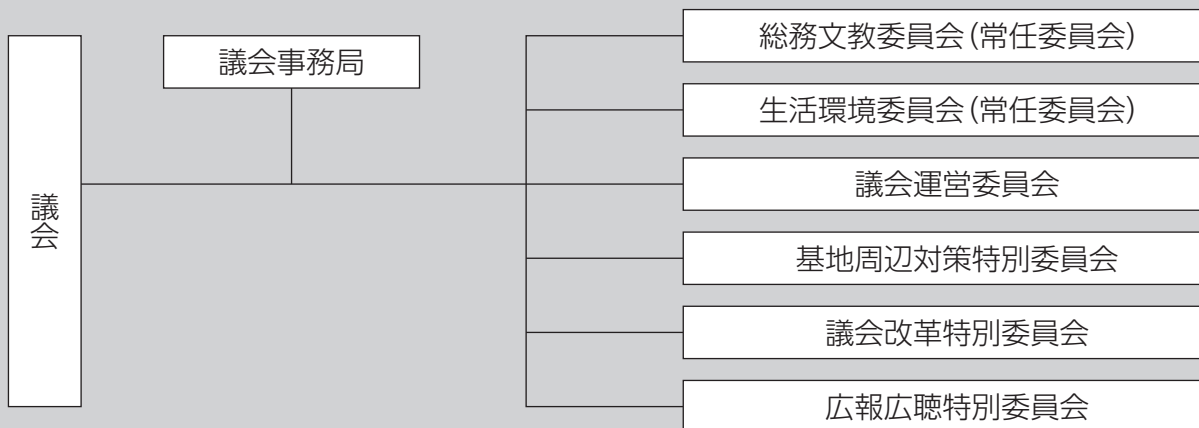 議会
議会事務局
総務文教委員会(常任委員会)
生活環境委員会(常任委員会)
議会運営委員会
基地周辺対策特別委員会
議会改革特別委員会
広報広聴特別委員会